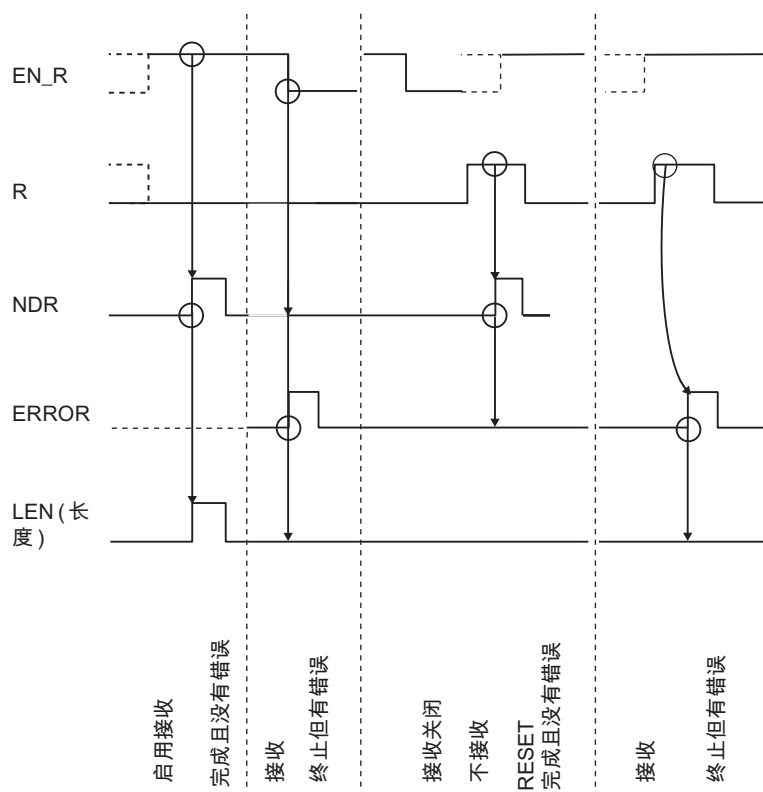 EN_R
R
NDR
ERROR
LEN (长
度)
启用接收
完成且没有错误
接收
终止但有错误
接收关闭
不接收
RESET
完成且没有错误
接收
终止但有错误